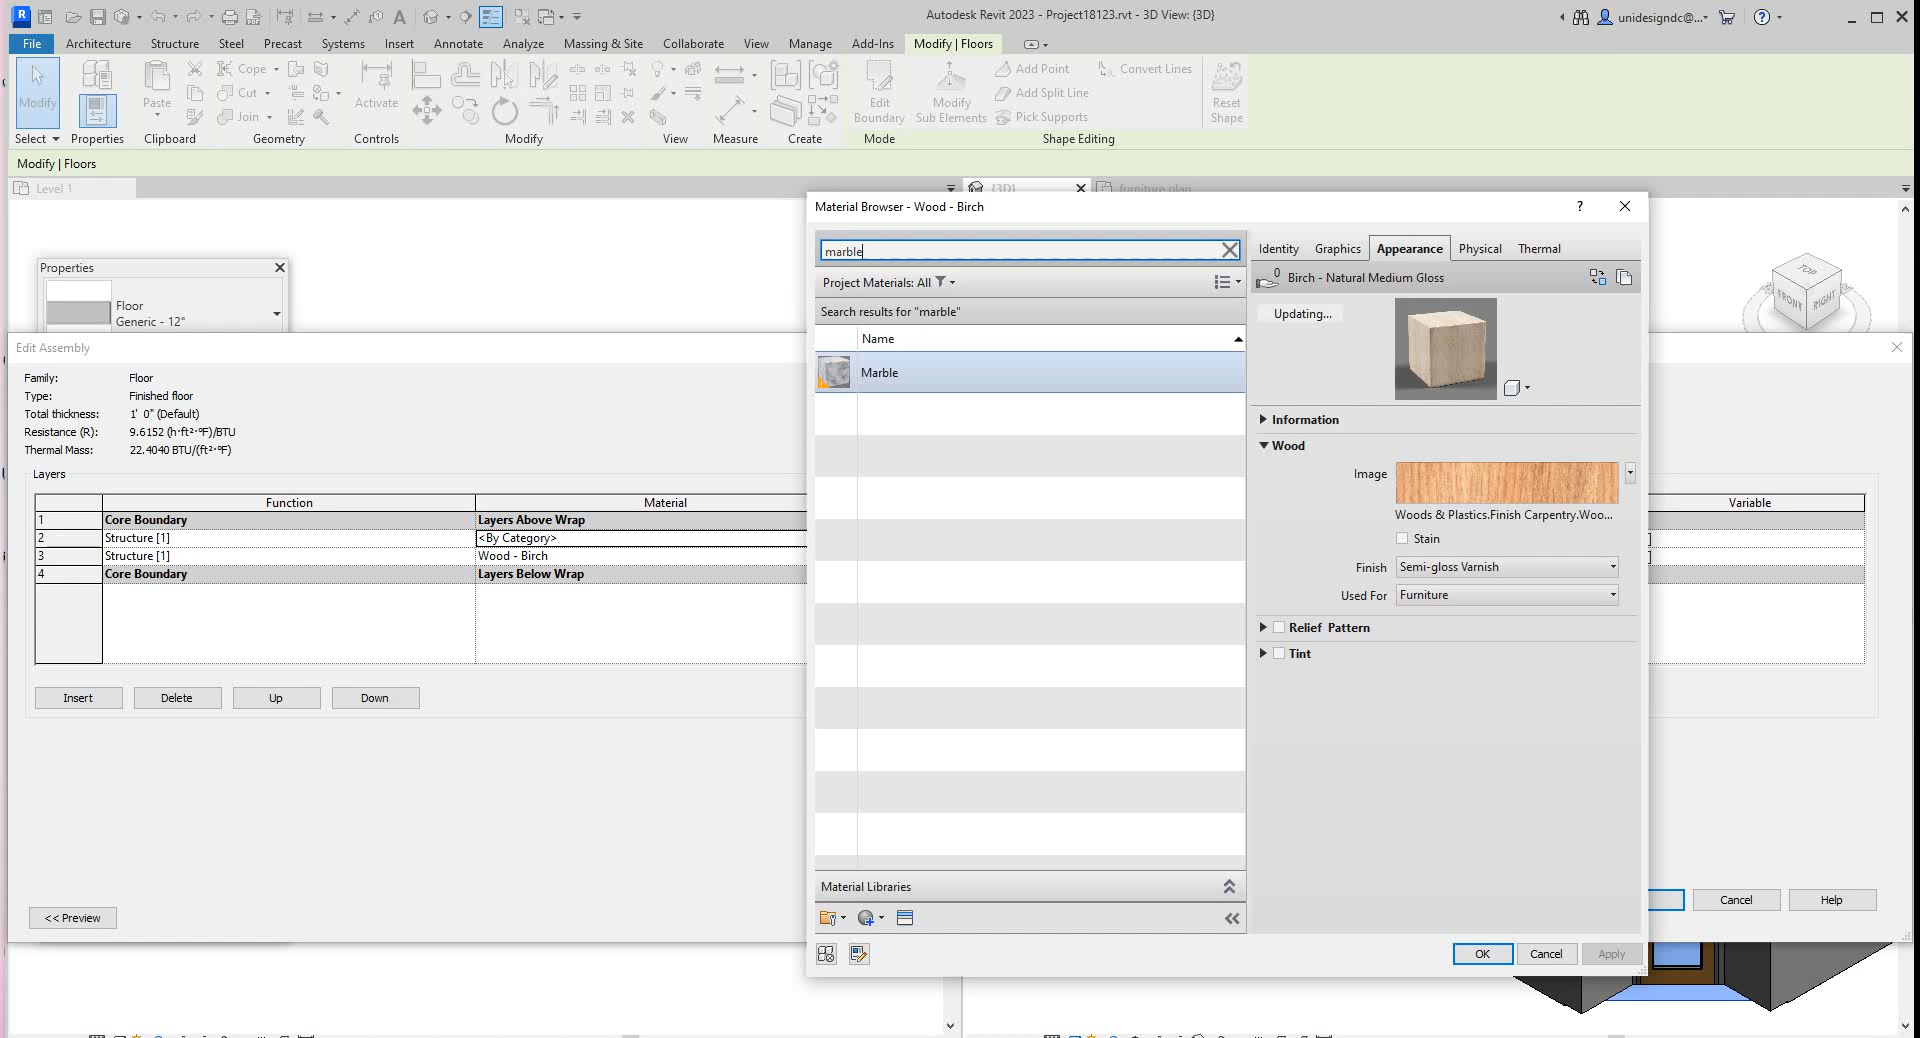 Autodesk Revit 2023 - Project18123.rvt - 3D View: {3D}
unidesigndc@...
File Architecture Structure Steel Precast Systems Insert Annotate Analyze Massing & Site Collaborate View Manage Add-Ins Modify | Floors
Modify
Paste
Cope
Cut
Join
Activate
Edit Boundary
Modify Sub Elements
Add Point
Add Split Line
Pick Supports
Convert Lines
Reset Shape
Select Properties Clipboard Geometry Controls Modify View Measure Create Mode Shape Editing
Modify | Floors
Level 1
{3D}
furniture plan
Properties
Floor
Generic - 12"
TOP
FRONT
RIGHT
Edit Assembly
Family: Floor
Type: Finished floor
Total thickness: 1' 0" (Default)
Resistance (R): 9.6152 (h·ft²·°F)/BTU
Thermal Mass: 22.4040 BTU/(ft²·°F)
Layers
Function Material Variable
1 Core Boundary Layers Above Wrap
2 Structure [1] <By Category>
3 Structure [1] Wood - Birch
4 Core Boundary Layers Below Wrap
Insert Delete Up Down
<< Preview
Cancel Help
Material Browser - Wood - Birch
?
marble
Project Materials: All
Search results for "marble"
Name
Marble
Material Libraries
Identity Graphics Appearance Physical Thermal
0
Birch - Natural Medium Gloss
Updating...
Information
Wood
Image
Woods & Plastics.Finish Carpentry.Woo...
Stain
Finish Semi-gloss Varnish
Used For Furniture
Relief Pattern
Tint
OK Cancel Apply